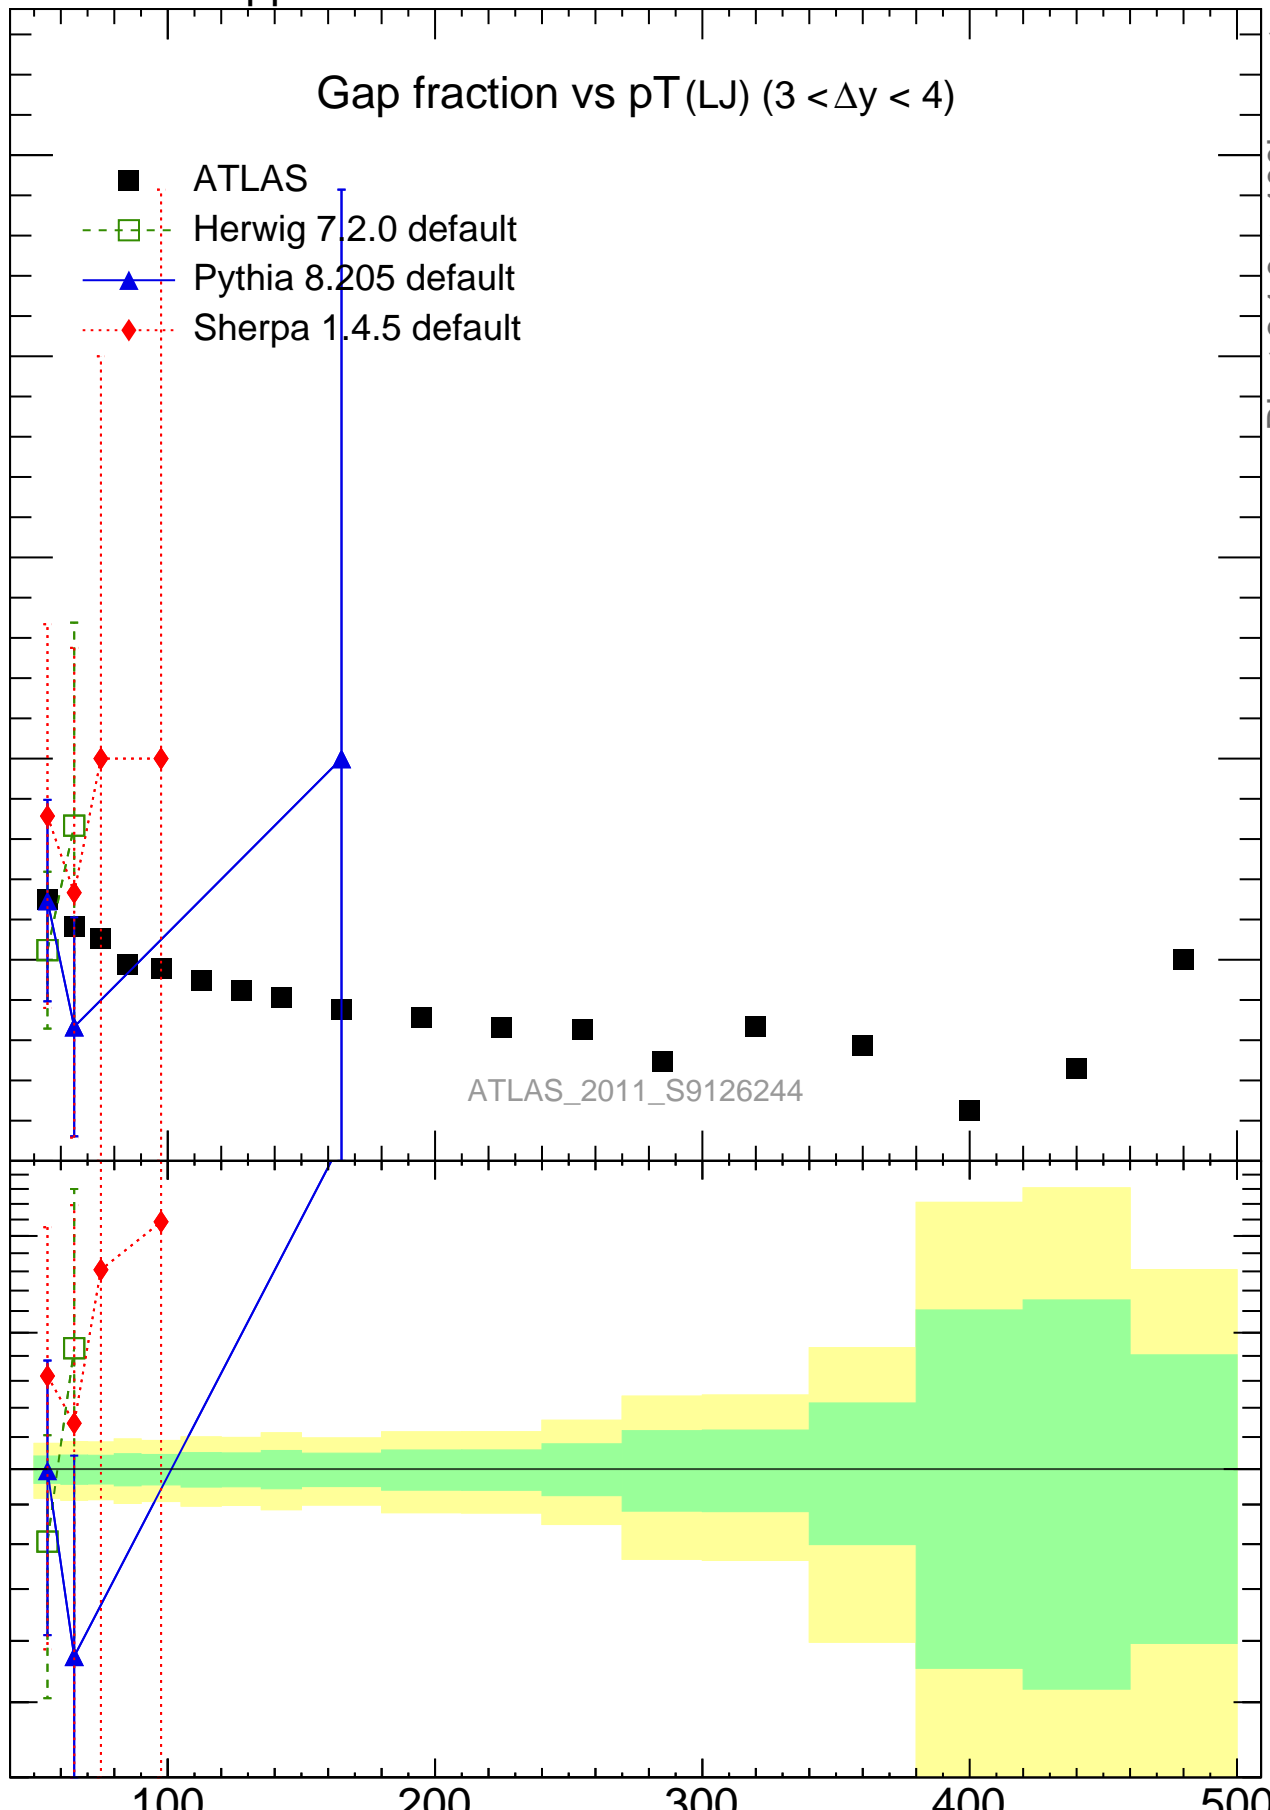 Gap fraction vs pT(LJ) (3 < Δy < 4)
ATLAS
Herwig 7.2.0 default
Pythia 8.205 default
Sherpa 1.4.5 default
ATLAS_2011_S9126244
100 200 300 400 500